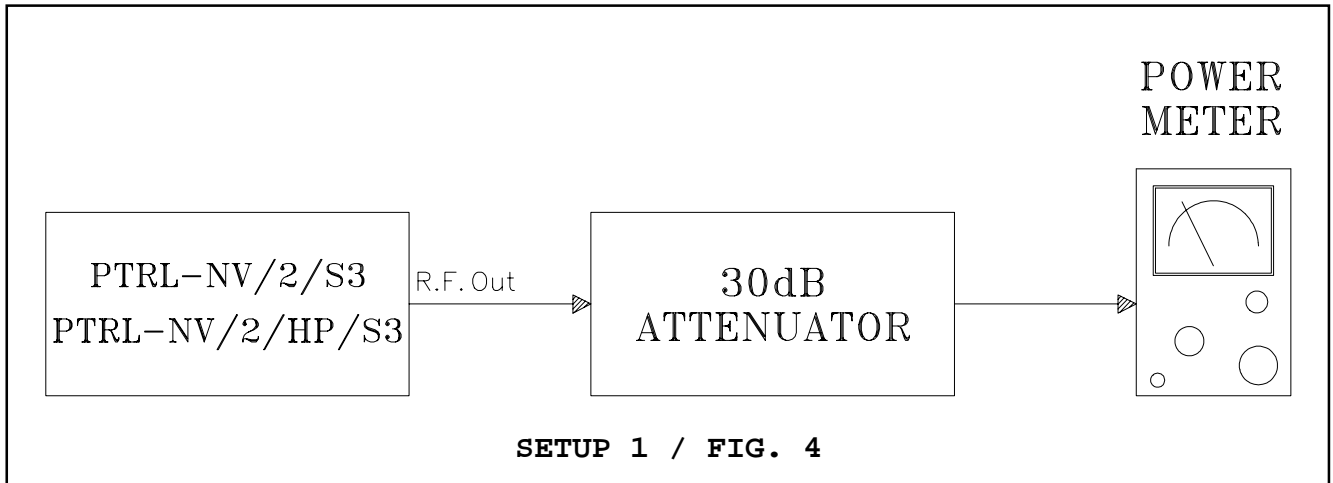 POWER
METER
PTRL-NV/2/S3
PTRL-NV/2/HP/S3
R.F. Out
30dB
ATTENUATOR
SETUP 1 / FIG. 4